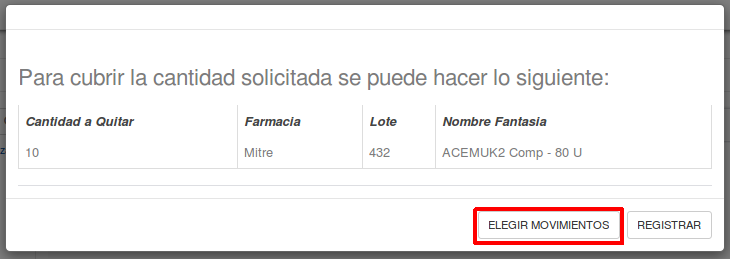 Para cubrir la cantidad solicitada se puede hacer lo siguiente:
Cantidad a Quitar Farmacia Lote Nombre Fantasia
10 Mitre 432 ACEMUK2 Comp - 80 U
ELEGIR MOVIMIENTOS REGISTRAR